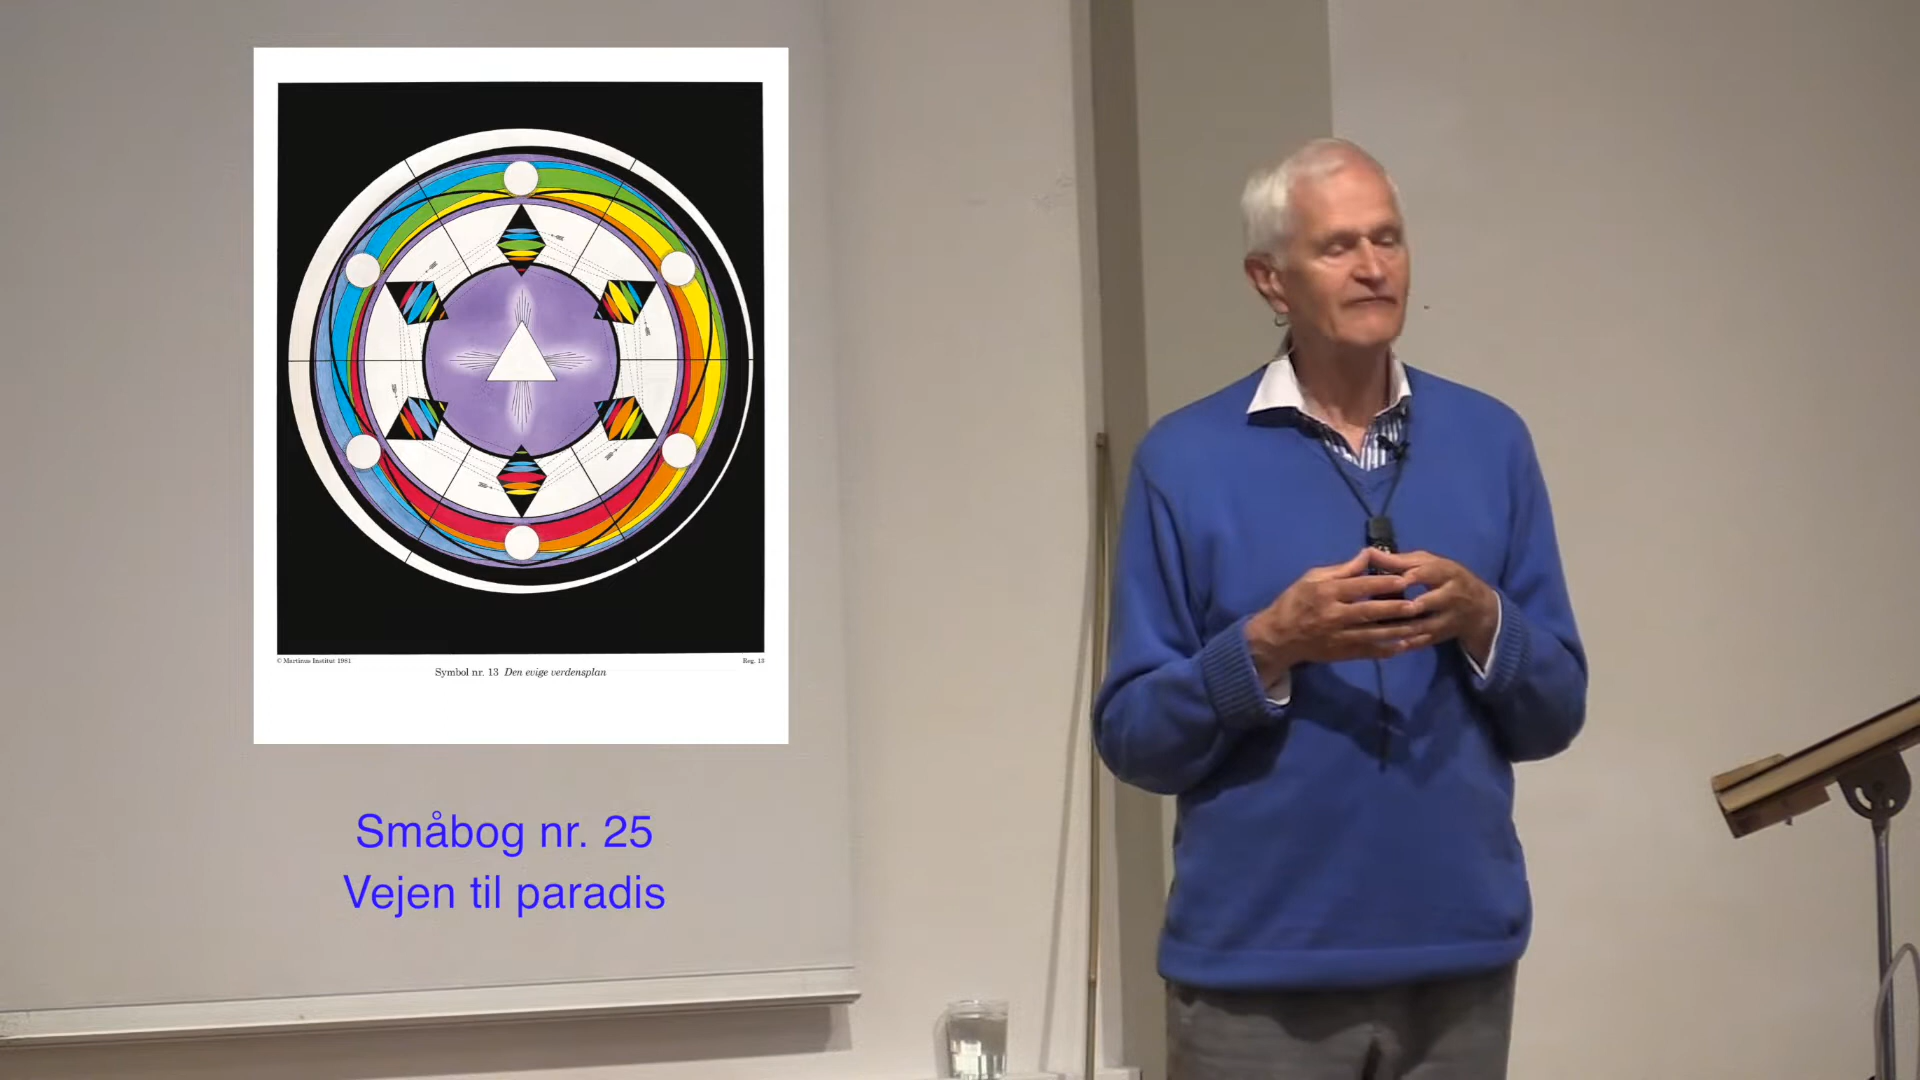 © Martinus Institut 1981
Reg. 13
Symbol nr. 13 Den evige verdensplan
Småbog nr. 25
Vejen til paradis